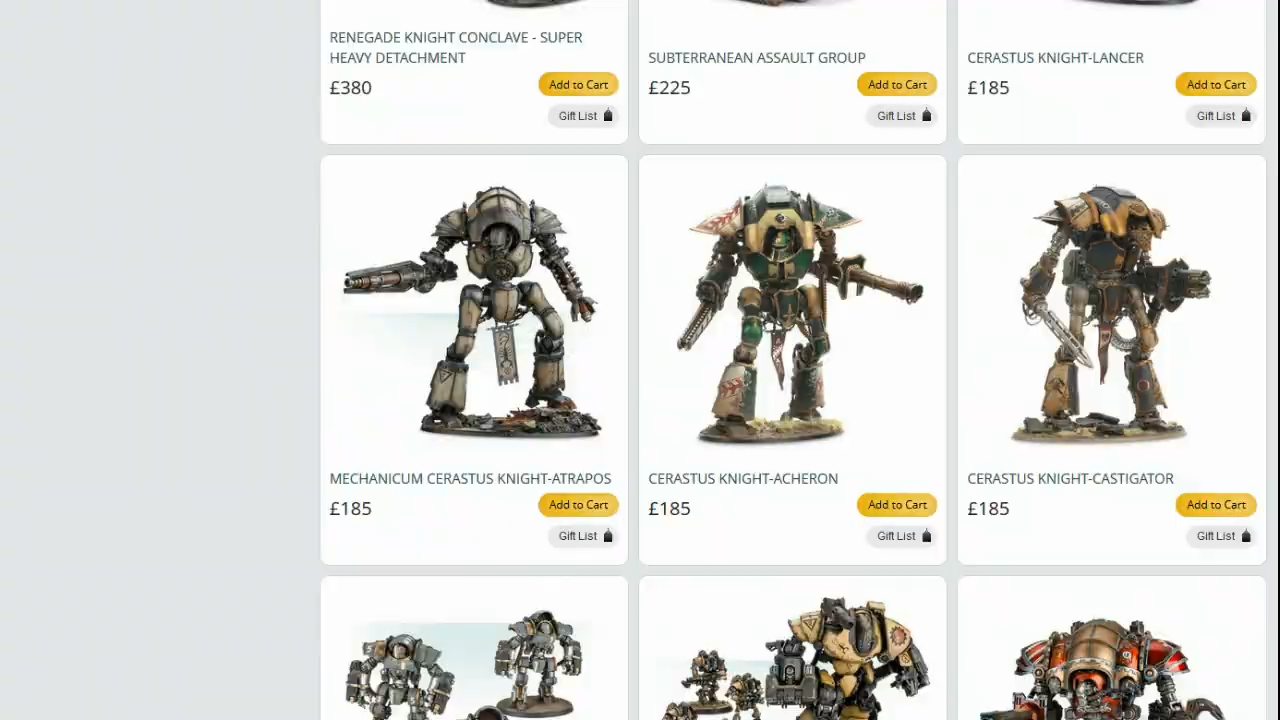 RENEGADE KNIGHT CONCLAVE - SUPER
HEAVY DETACHMENT
£380
Add to Cart
Gift List
SUBTERRANEAN ASSAULT GROUP
£225
Add to Cart
Gift List
CERASTUS KNIGHT-LANCER
£185
Add to Cart
Gift List
MECHANICUM CERASTUS KNIGHT-ATRAPOS
£185
Add to Cart
Gift List
CERASTUS KNIGHT-ACHERON
£185
Add to Cart
Gift List
CERASTUS KNIGHT-CASTIGATOR
£185
Add to Cart
Gift List